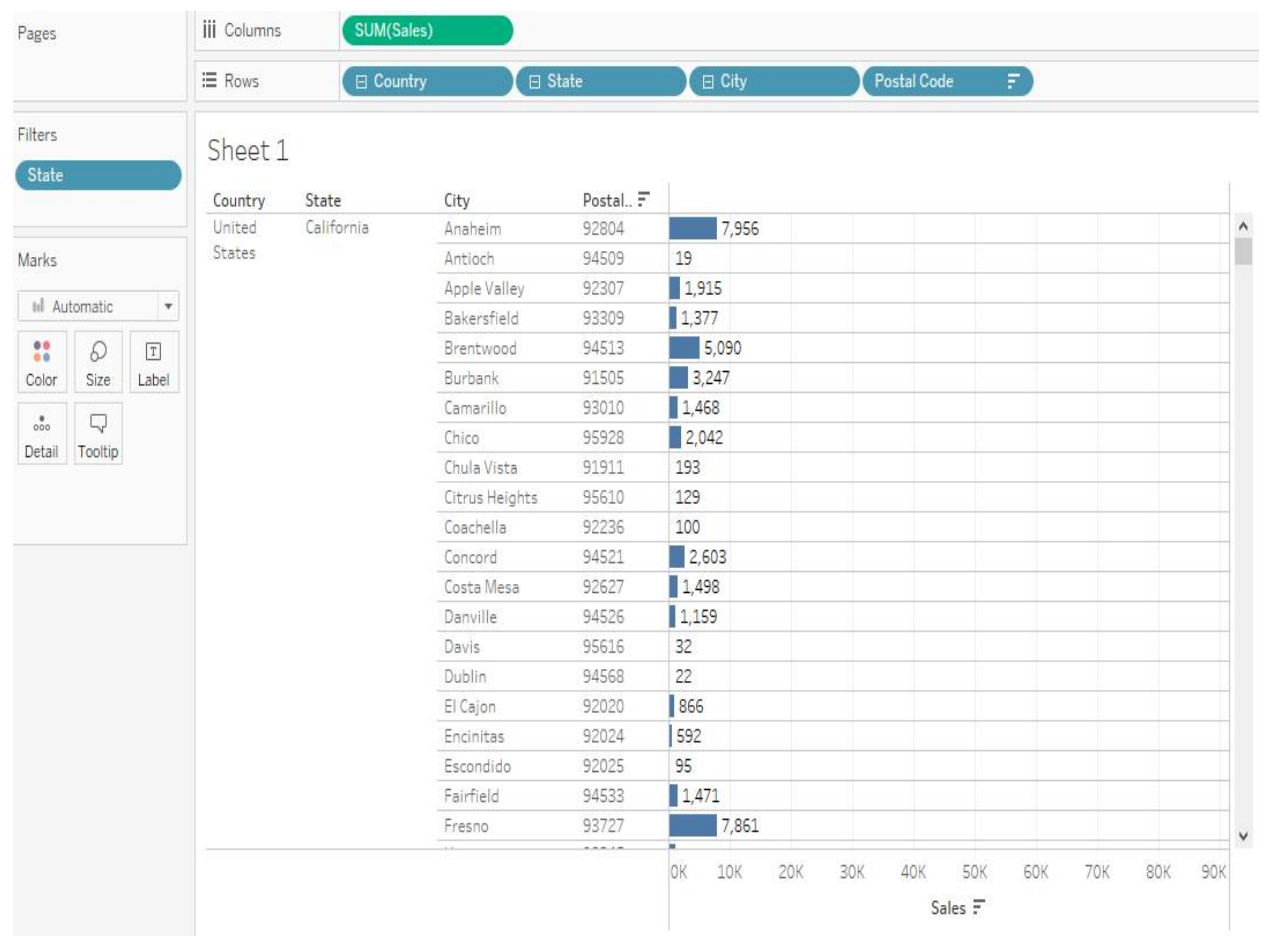 Pages
Columns SUM(Sales)
Rows Country State City Postal Code
Filters
State
Marks
Automatic
Color Size Label
Detail Tooltip
Sheet 1
Country State City Postal..
United States California Anaheim 92804 7,956
Antioch 94509 19
Apple Valley 92307 1,915
Bakersfield 93309 1,377
Brentwood 94513 5,090
Burbank 91505 3,247
Camarillo 93010 1,468
Chico 95928 2,042
Chula Vista 91911 193
Citrus Heights 95610 129
Coachella 92236 100
Concord 94521 2,603
Costa Mesa 92627 1,498
Danville 94526 1,159
Davis 95616 32
Dublin 94568 22
El Cajon 92020 866
Encinitas 92024 592
Escondido 92025 95
Fairfield 94533 1,471
Fresno 93727 7,861
0K 10K 20K 30K 40K 50K 60K 70K 80K 90K
Sales